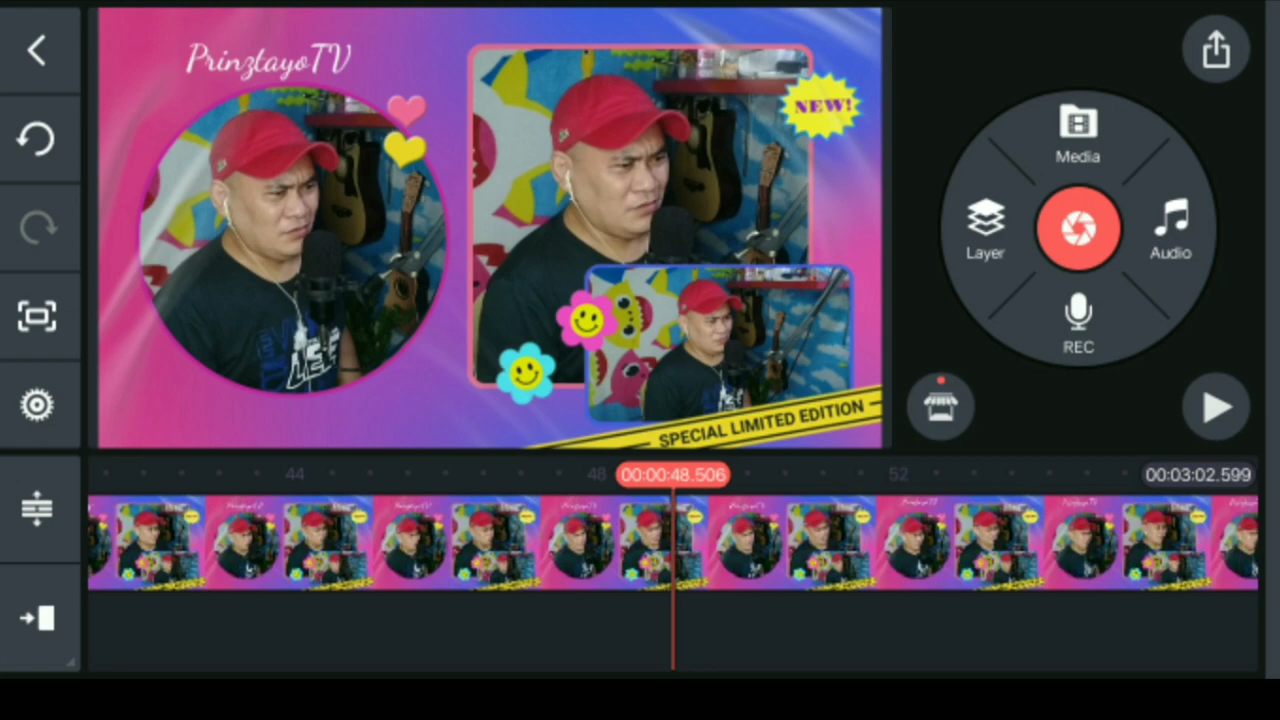 PrinztayoTV
NEW!
SPECIAL LIMITED EDITION
Media
Layer
Audio
REC
44
48
00:00:48.506
52
00:03:02.599